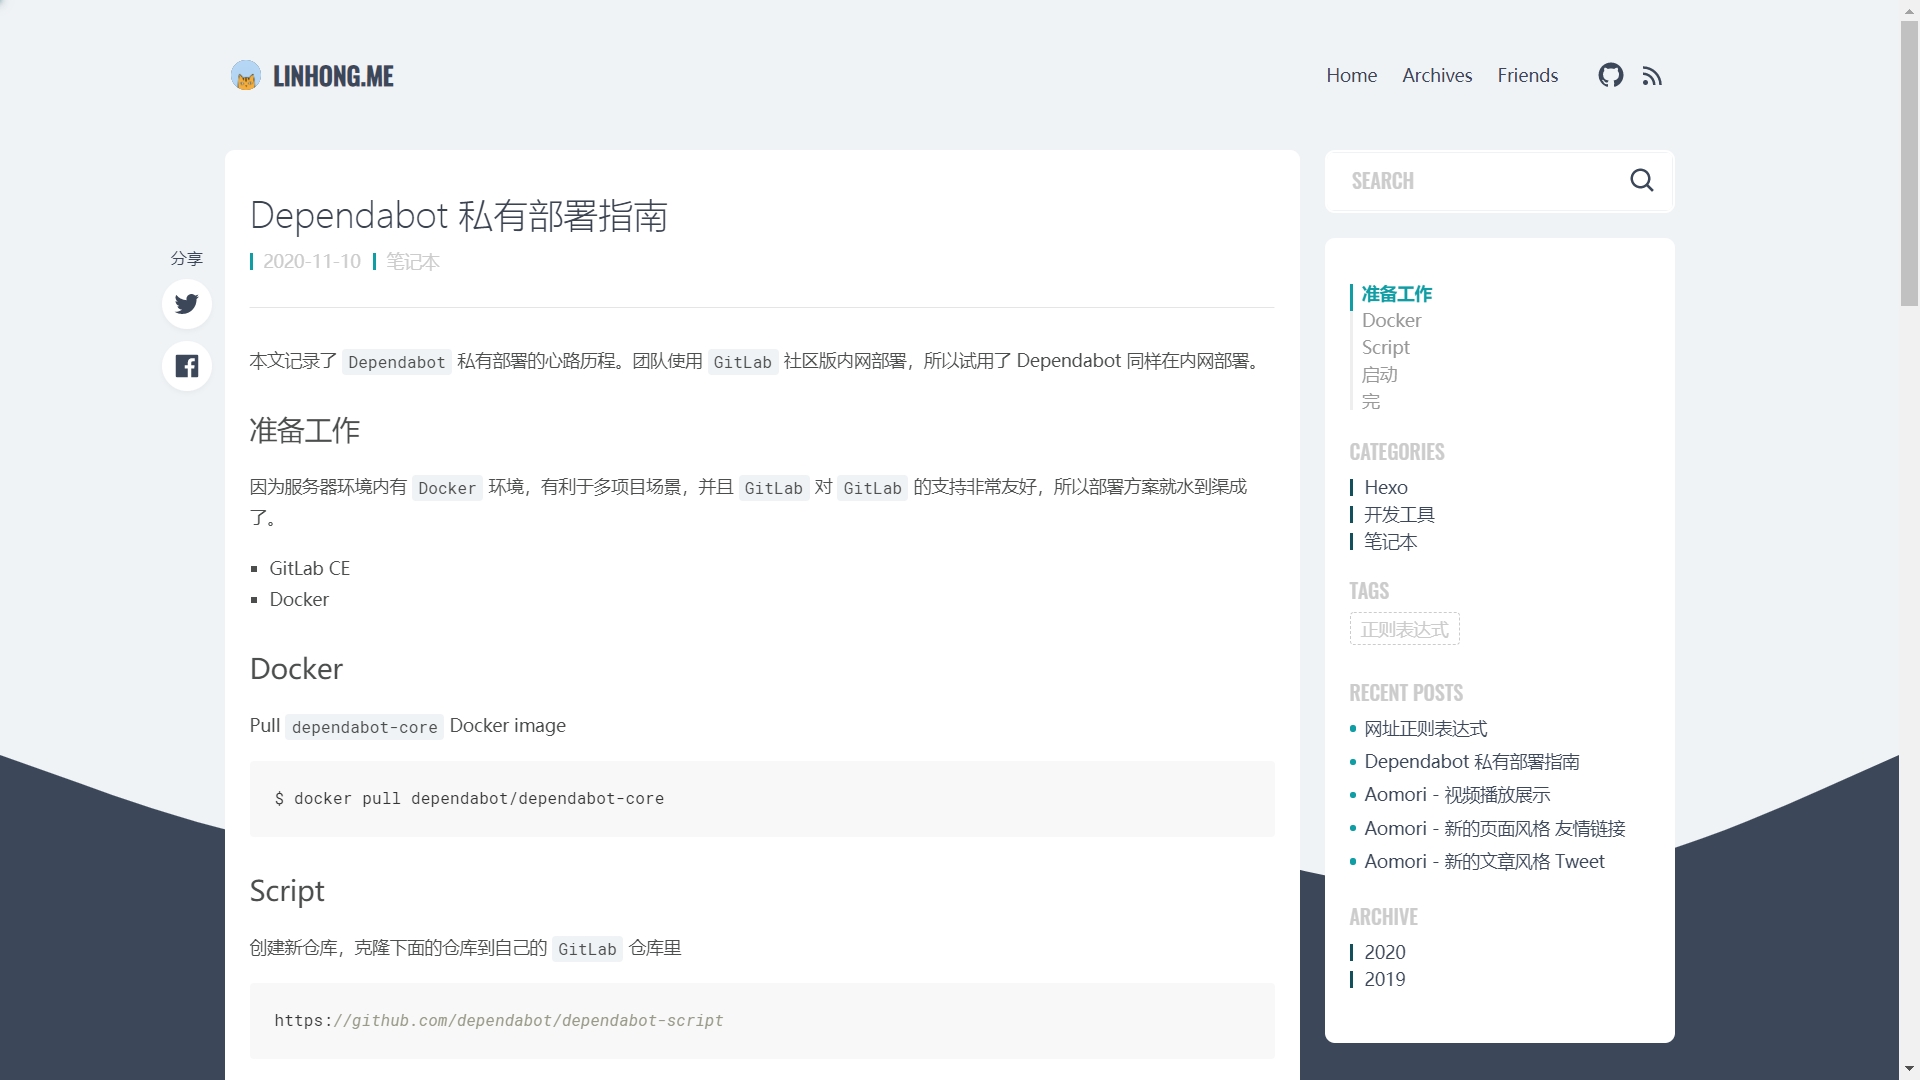 LINHONG.ME
Home Archives Friends
SEARCH
Dependabot 私有部署指南
2020-11-10 笔记本
分享
本文记录了 Dependabot 私有部署的心路历程。团队使用 GitLab 社区版内网部署，所以试用了 Dependabot 同样在内网部署。
准备工作
因为服务器环境内有 Docker 环境，有利于多项目场景，并且 GitLab 对 GitLab 的支持非常友好，所以部署方案就水到渠成
了。
GitLab CE
Docker
Docker
Pull dependabot-core Docker image
$ docker pull dependabot/dependabot-core
Script
创建新仓库，克隆下面的仓库到自己的 GitLab 仓库里
https://github.com/dependabot/dependabot-script
准备工作
Docker
Script
启动
完
CATEGORIES
Hexo
开发工具
笔记本
TAGS
正则表达式
RECENT POSTS
网址正则表达式
Dependabot 私有部署指南
Aomori - 视频播放展示
Aomori - 新的页面风格 友情链接
Aomori - 新的文章风格 Tweet
ARCHIVE
2020
2019